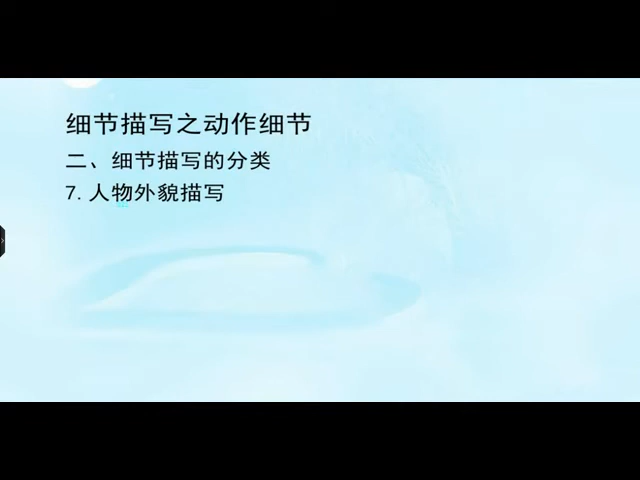 细节描写之动作细节
二、细节描写的分类
7. 人物外貌描写